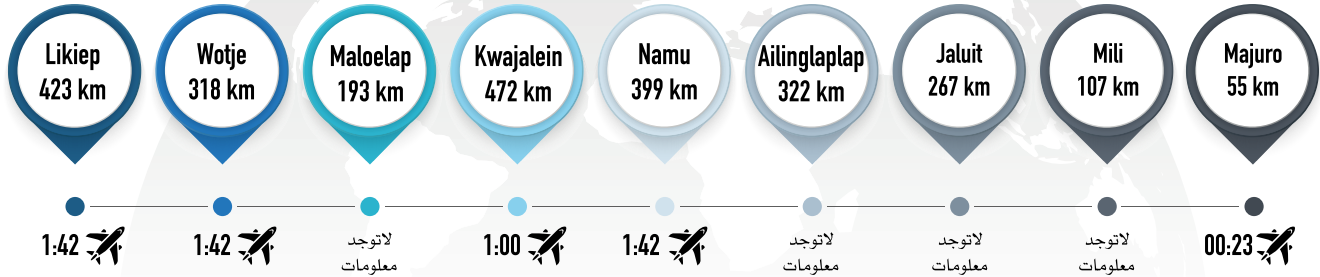 Likiep
423 km
Wotje
318 km
Maloelap
193 km
Kwajalein
472 km
Namu
399 km
Ailinglaplap
322 km
Jaluit
267 km
Mili
107 km
Majuro
55 km
1:42
1:42
لاتوجد
معلومات
1:00
1:42
لاتوجد
معلومات
لاتوجد
معلومات
لاتوجد
معلومات
00:23